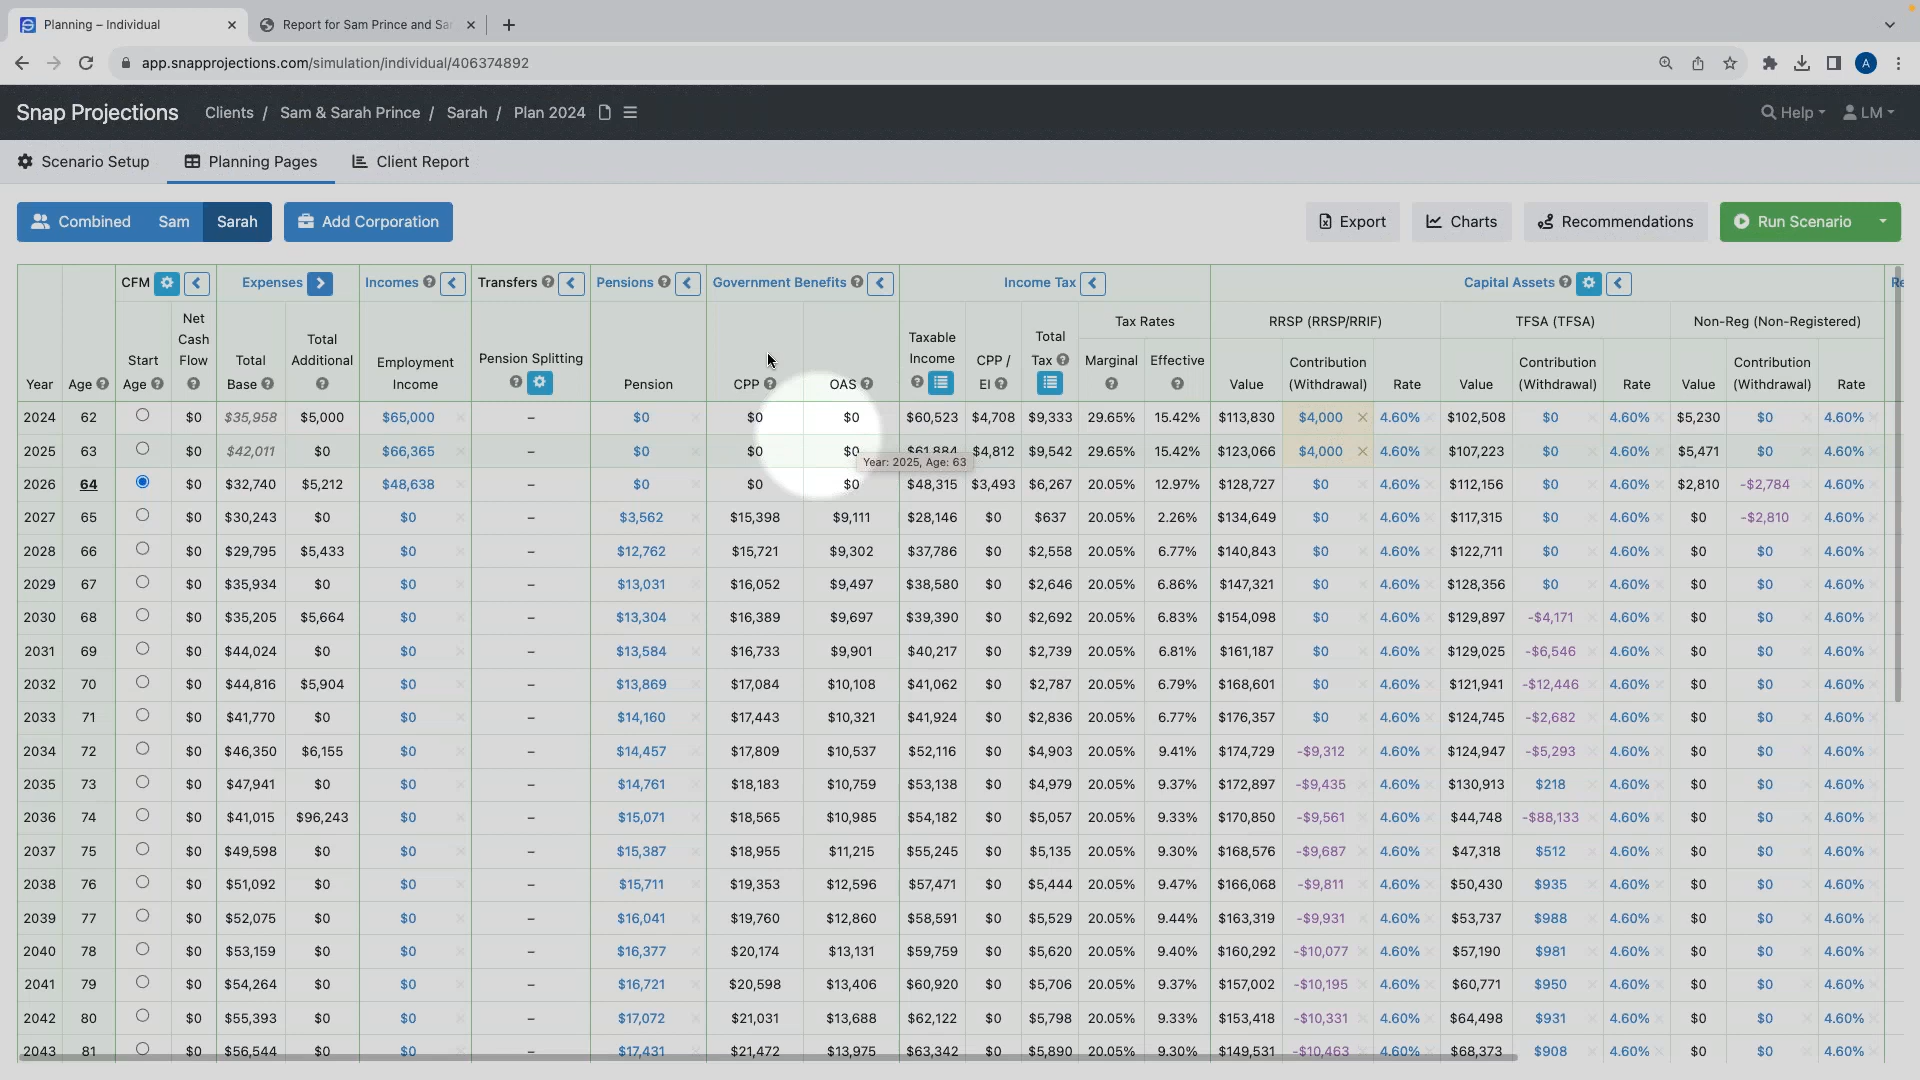 Planning – Individual
Report for Sam Prince and Sa
app.snapprojections.com/simulation/individual/406374892
A
Snap Projections Clients / Sam & Sarah Prince / Sarah / Plan 2024 Help LM
Scenario Setup Planning Pages Client Report
Combined Sam Sarah Add Corporation Export Charts Recommendations Run Scenario
CFM Expenses Incomes Transfers Pensions Government Benefits Income Tax Capital Assets Re
Year Age Start Age Net Cash Flow Total Base Total Additional Employment Income Pension Splitting Pension CPP OAS Taxable Income CPP / EI Total Tax Tax Rates Marginal Effective RRSP (RRSP/RRIF) Value Contribution (Withdrawal) Rate TFSA (TFSA) Value Contribution (Withdrawal) Rate Non-Reg (Non-Registered) Value Contribution (Withdrawal) Rate
2024 62 $0 $35,958 $5,000 $65,000 – $0 $0 $0 $60,523 $4,708 $9,333 29.65% 15.42% $113,830 $4,000 4.60% $102,508 $0 4.60% $5,230 $0 4.60%
2025 63 $0 $42,011 $0 $66,365 – $0 $0 $0 $61,884 $4,812 $9,542 29.65% 15.42% $123,066 $4,000 4.60% $107,223 $0 4.60% $5,471 $0 4.60%
Year: 2025, Age: 63
2026 64 $0 $32,740 $5,212 $48,638 – $0 $0 $0 $48,315 $3,493 $6,267 20.05% 12.97% $128,727 $0 4.60% $112,156 $0 4.60% $2,810 -$2,784 4.60%
2027 65 $0 $30,243 $0 $0 – $3,562 $15,398 $9,111 $28,146 $0 $637 20.05% 2.26% $134,649 $0 4.60% $117,315 $0 4.60% $0 -$2,810 4.60%
2028 66 $0 $29,795 $5,433 $0 – $12,762 $15,721 $9,302 $37,786 $0 $2,558 20.05% 6.77% $140,843 $0 4.60% $122,711 $0 4.60% $0 $0 4.60%
2029 67 $0 $35,934 $0 $0 – $13,031 $16,052 $9,497 $38,580 $0 $2,646 20.05% 6.86% $147,321 $0 4.60% $128,356 $0 4.60% $0 $0 4.60%
2030 68 $0 $35,205 $5,664 $0 – $13,304 $16,389 $9,697 $39,390 $0 $2,692 20.05% 6.83% $154,098 $0 4.60% $129,897 -$4,171 4.60% $0 $0 4.60%
2031 69 $0 $44,024 $0 $0 – $13,584 $16,733 $9,901 $40,217 $0 $2,739 20.05% 6.81% $161,187 $0 4.60% $129,025 -$6,546 4.60% $0 $0 4.60%
2032 70 $0 $44,816 $5,904 $0 – $13,869 $17,084 $10,108 $41,062 $0 $2,787 20.05% 6.79% $168,601 $0 4.60% $121,941 -$12,446 4.60% $0 $0 4.60%
2033 71 $0 $41,770 $0 $0 – $14,160 $17,443 $10,321 $41,924 $0 $2,836 20.05% 6.77% $176,357 $0 4.60% $124,745 -$2,682 4.60% $0 $0 4.60%
2034 72 $0 $46,350 $6,155 $0 – $14,457 $17,809 $10,537 $52,116 $0 $4,903 20.05% 9.41% $174,729 -$9,312 4.60% $124,947 -$5,293 4.60% $0 $0 4.60%
2035 73 $0 $47,941 $0 $0 – $14,761 $18,183 $10,759 $53,138 $0 $4,979 20.05% 9.37% $172,897 -$9,435 4.60% $130,913 $218 4.60% $0 $0 4.60%
2036 74 $0 $41,015 $96,243 $0 – $15,071 $18,565 $10,985 $54,182 $0 $5,057 20.05% 9.33% $170,850 -$9,561 4.60% $44,748 -$88,133 4.60% $0 $0 4.60%
2037 75 $0 $49,598 $0 $0 – $15,387 $18,955 $11,215 $55,245 $0 $5,135 20.05% 9.30% $168,576 -$9,687 4.60% $47,318 $512 4.60% $0 $0 4.60%
2038 76 $0 $51,092 $0 $0 – $15,711 $19,353 $12,596 $57,471 $0 $5,444 20.05% 9.47% $166,068 -$9,811 4.60% $50,430 $935 4.60% $0 $0 4.60%
2039 77 $0 $52,075 $0 $0 – $16,041 $19,760 $12,860 $58,591 $0 $5,529 20.05% 9.44% $163,319 -$9,931 4.60% $53,737 $988 4.60% $0 $0 4.60%
2040 78 $0 $53,159 $0 $0 – $16,377 $20,174 $13,131 $59,759 $0 $5,620 20.05% 9.40% $160,292 -$10,077 4.60% $57,190 $981 4.60% $0 $0 4.60%
2041 79 $0 $54,264 $0 $0 – $16,721 $20,598 $13,406 $60,920 $0 $5,706 20.05% 9.37% $157,002 -$10,195 4.60% $60,771 $950 4.60% $0 $0 4.60%
2042 80 $0 $55,393 $0 $0 – $17,072 $21,031 $13,688 $62,122 $0 $5,798 20.05% 9.33% $153,418 -$10,331 4.60% $64,498 $931 4.60% $0 $0 4.60%
2043 81 $0 $56,544 $0 $0 – $17,431 $21,472 $13,975 $63,342 $0 $5,890 20.05% 9.30% $149,531 -$10,463 4.60% $68,373 $908 4.60% $0 $0 4.60%